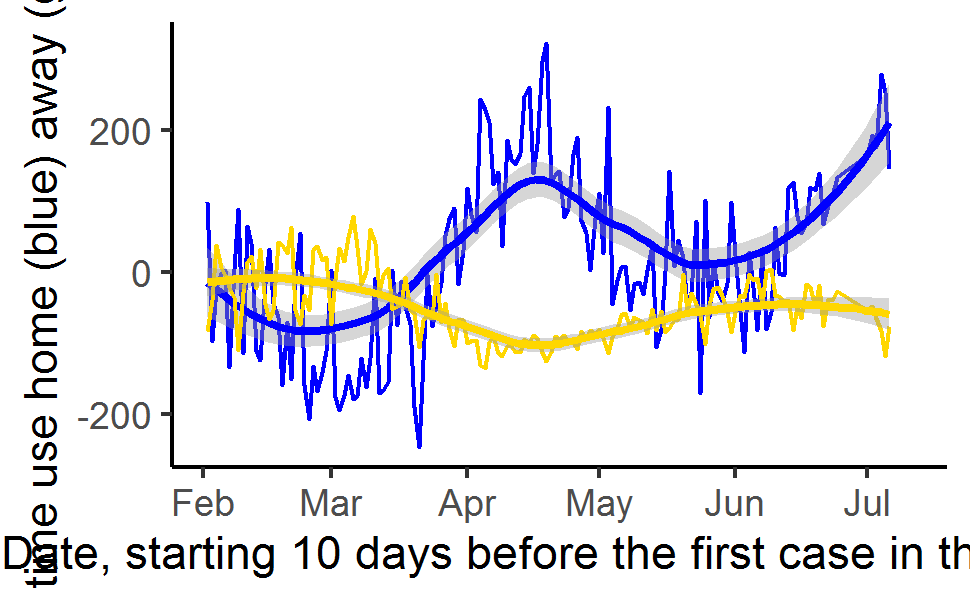 time use home (blue) away (
200
0
-200
Feb Mar Apr May Jun Jul
Date, starting 10 days before the first case in th